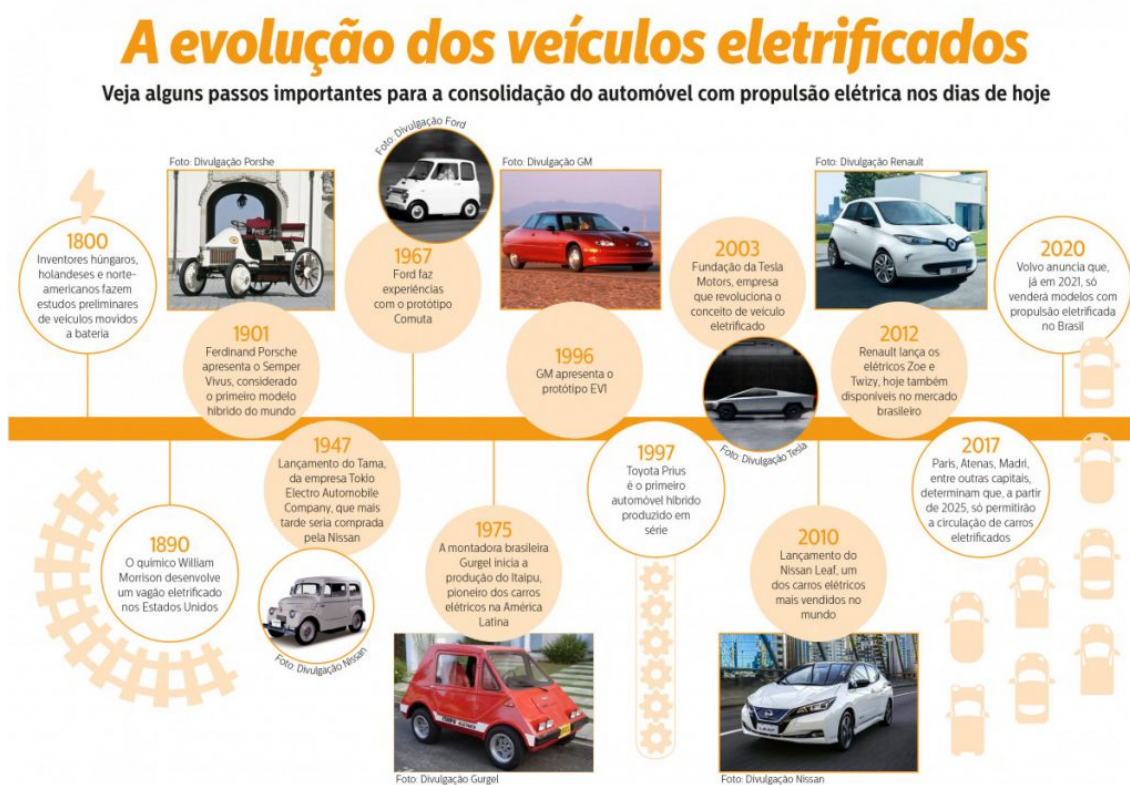 A evolução dos veículos eletrificados
Veja alguns passos importantes para a consolidação do automóvel com propulsão elétrica nos dias de hoje
1800
Inventores húngaros,
holandeses e norte-
americanos fazem
estudos preliminares
de veículos movidos
a bateria
1890
O químico William
Morrison desenvolve
um vagão eletrificado
nos Estados Unidos
Foto: Divulgação Porshe
1901
Ferdinand Porsche
apresenta o Semper
Vivus, considerado
o primeiro modelo
híbrido do mundo
1947
Lançamento do Tama,
da empresa Tokio
Electro Automobile
Company, que mais
tarde seria comprada
pela Nissan
Foto: Divulgação Nissan
Foto: Divulgação Ford
1967
Ford faz
experiências
com o protótipo
Comuta
1975
A montadora brasileira
Gurgel inicia a
produção do Itaipu,
pioneiro dos carros
elétricos na América
Latina
Foto: Divulgação Gurgel
Foto: Divulgação GM
1996
GM apresenta o
protótipo EV1
1997
Toyota Prius
é o primeiro
automóvel híbrido
produzido em
série
2003
Fundação da Tesla
Motors, empresa
que revoluciona o
conceito de veículo
eletrificado
Foto: Divulgação Tesla
2010
Lançamento do
Nissan Leaf, um
dos carros elétricos
mais vendidos no
mundo
Foto: Divulgação Nissan
Foto: Divulgação Renault
2012
Renault lança os
elétricos Zoe e
Twizy, hoje também
disponíveis no mercado
brasileiro
2017
Paris, Atenas, Madri,
entre outras capitais,
determinam que, a partir
de 2025, só permitirão
a circulação de carros
eletrificados
2020
Volvo anuncia que,
já em 2021, só
venderá modelos com
propulsão eletrificada
no Brasil